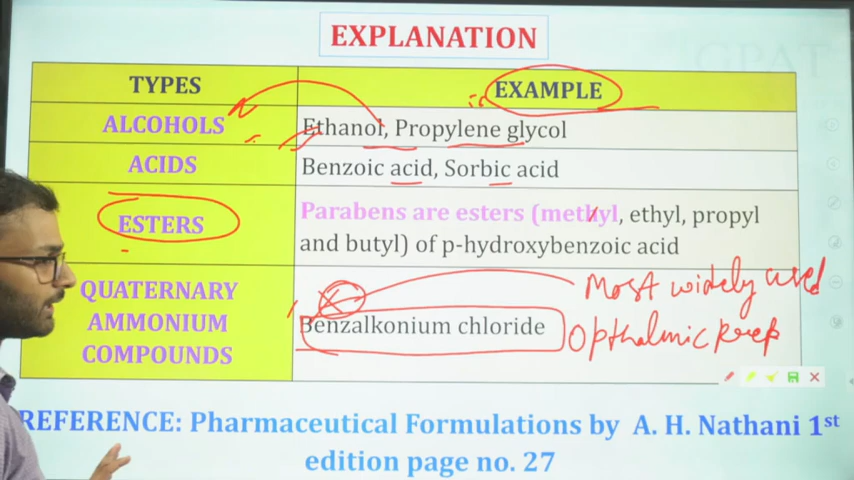 EXPLANATION
GPAT
TYPES
EXAMPLE
ALCOHOLS
Ethanol, Propylene glycol
ACIDS
Benzoic acid, Sorbic acid
ESTERS
Parabens are esters (methyl, ethyl, propyl
and butyl) of p-hydroxybenzoic acid
QUATERNARY
AMMONIUM
COMPOUNDS
Benzalkonium chloride
Most widely used
Opthalmic prep
REFERENCE: Pharmaceutical Formulations by A. H. Nathani 1st
edition page no. 27